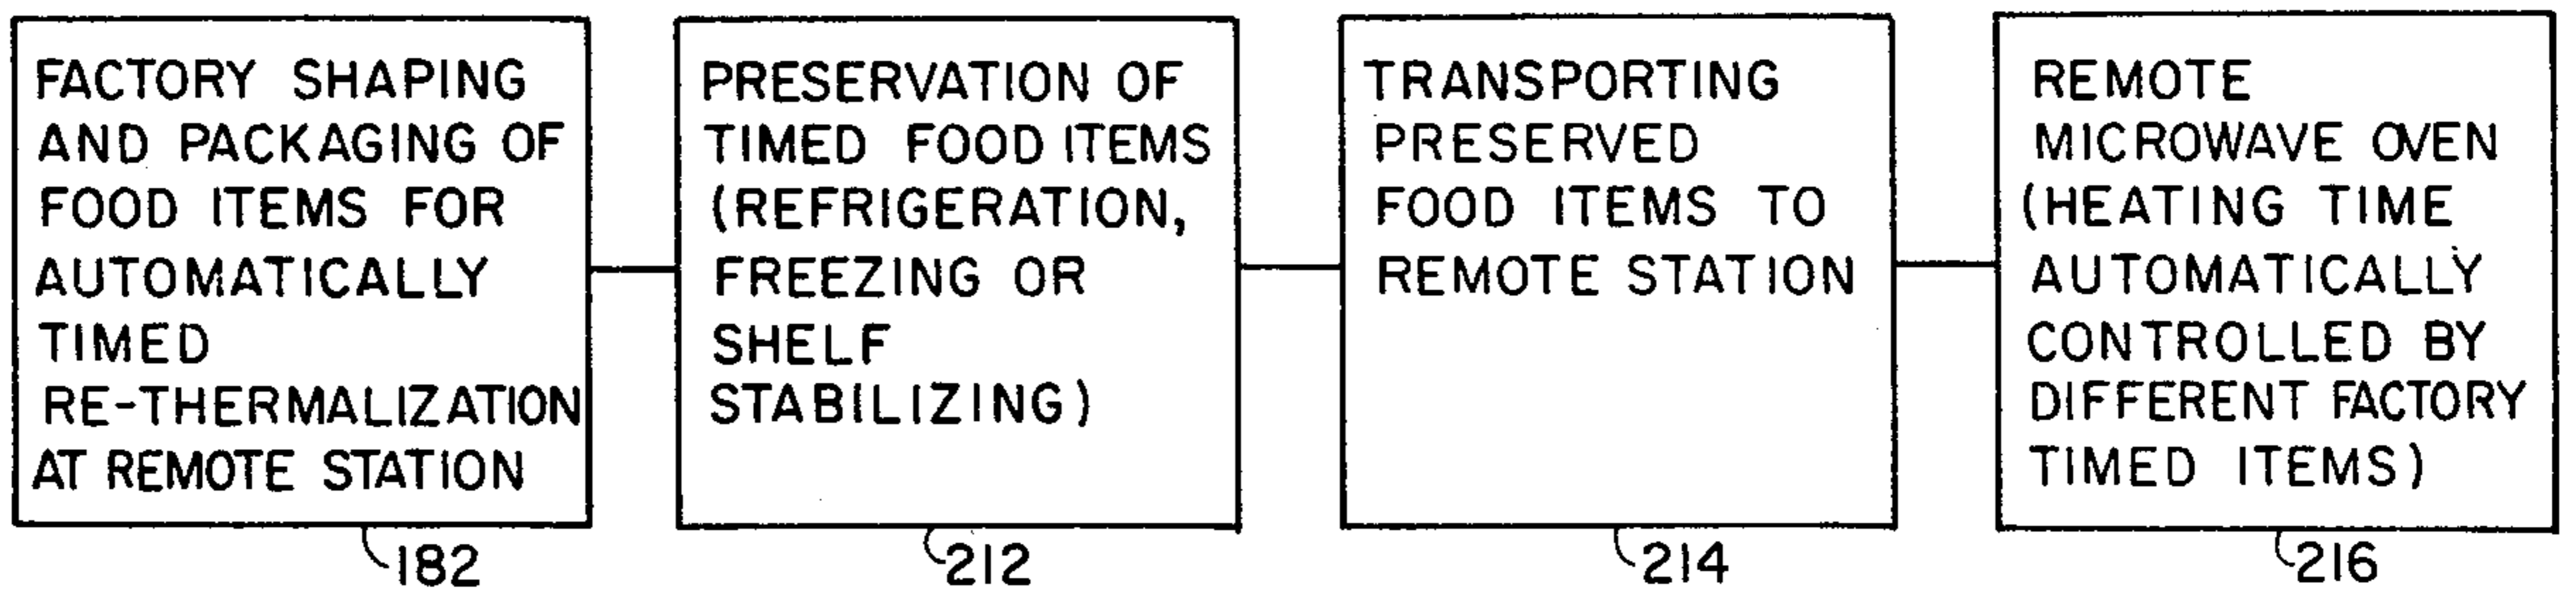 FACTORY SHAPING
AND PACKAGING OF
FOOD ITEMS FOR
AUTOMATICALLY
TIMED
RE-THERMALIZATION
AT REMOTE STATION
182
PRESERVATION OF
TIMED FOOD ITEMS
(REFRIGERATION,
FREEZING OR
SHELF
STABILIZING)
212
TRANSPORTING
PRESERVED
FOOD ITEMS TO
REMOTE STATION
214
REMOTE
MICROWAVE OVEN
(HEATING TIME
AUTOMATICALLY
CONTROLLED BY
DIFFERENT FACTORY
TIMED ITEMS)
216